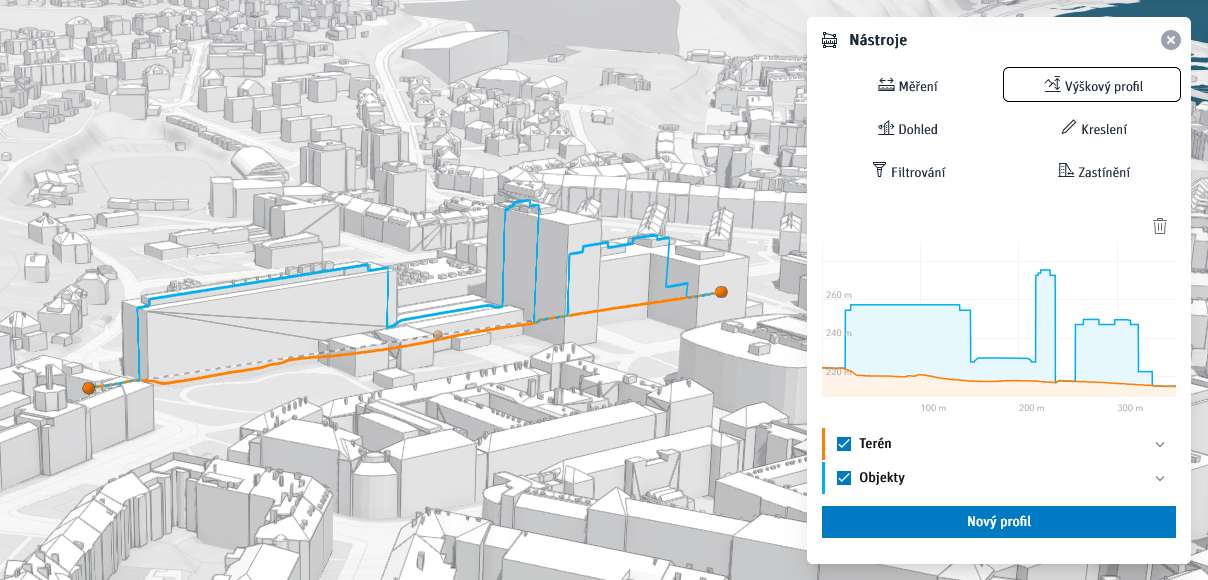 Nástroje
Měření
Výškový profil
Dohled
Kreslení
Filtrování
Zastínění
260 m
240 m
220 m
100 m
200 m
300 m
Terén
Objekty
Nový profil